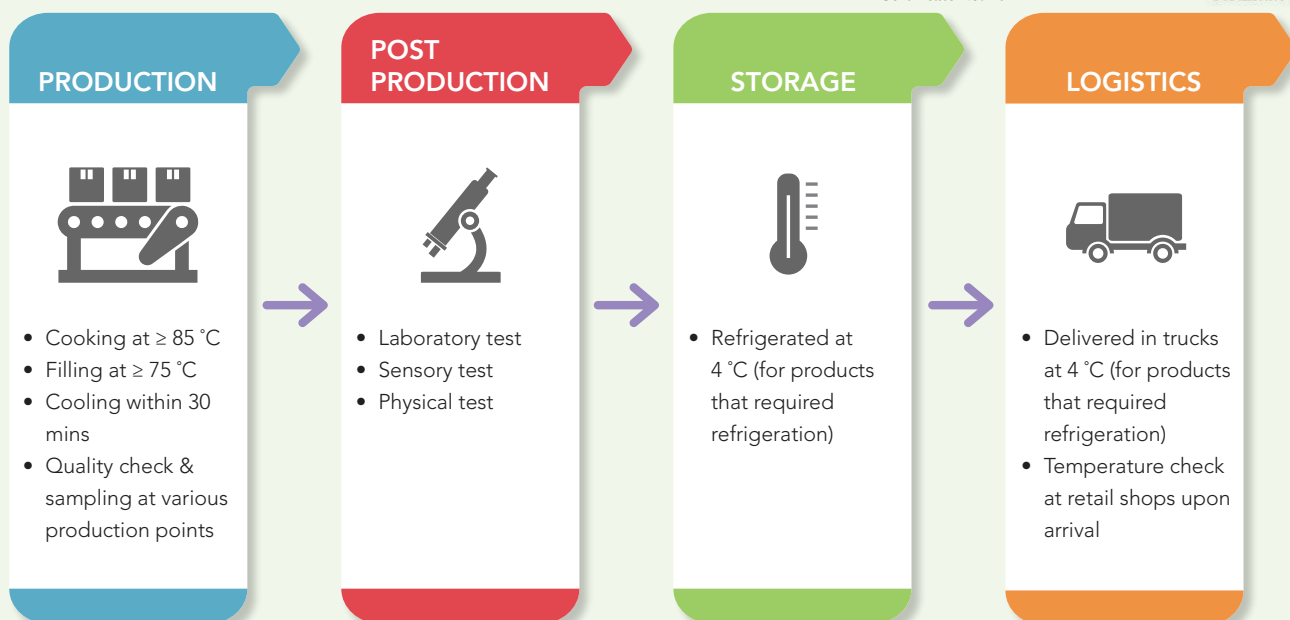 PRODUCTION
• Cooking at ≥ 85 ˚C
• Filling at ≥ 75 ˚C
• Cooling within 30
mins
• Quality check &
sampling at various
production points
POST
PRODUCTION
• Laboratory test
• Sensory test
• Physical test
STORAGE
• Refrigerated at
4 ˚C (for products
that required
refrigeration)
LOGISTICS
• Delivered in trucks
at 4 ˚C (for products
that required
refrigeration)
• Temperature check
at retail shops upon
arrival